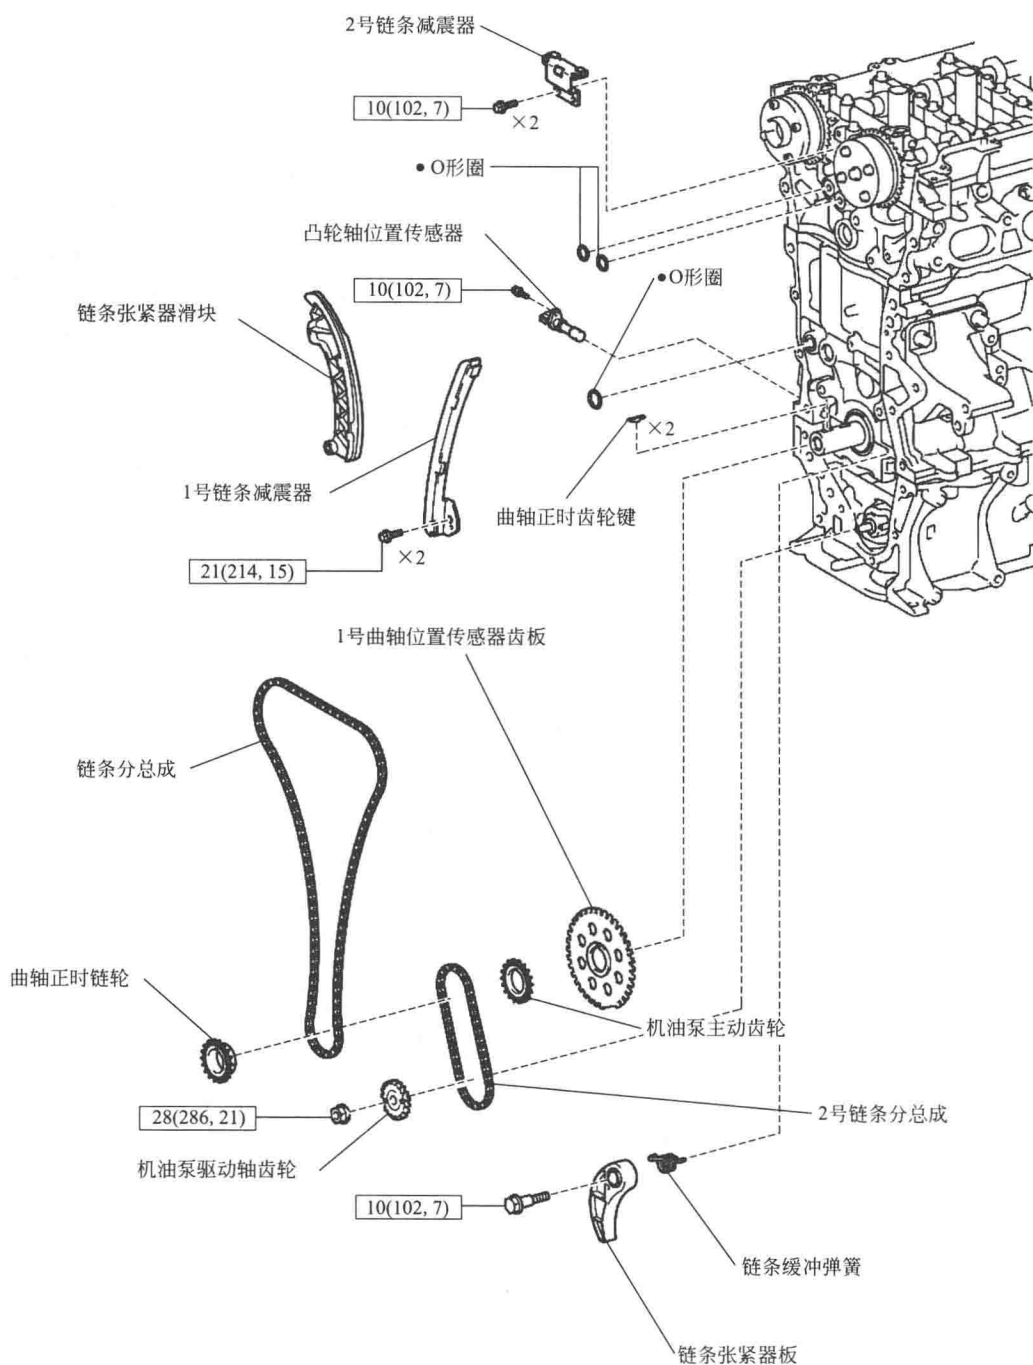 2号链条减震器
10(102, 7)
×2
● O形圈
凸轮轴位置传感器
● O形圈
10(102, 7)
链条张紧器滑块
×2
1号链条减震器
曲轴正时齿轮键
×2
21(214, 15)
1号曲轴位置传感器齿板
链条分总成
曲轴正时链轮
机油泵主动齿轮
28(286, 21)
2号链条分总成
机油泵驱动轴齿轮
10(102, 7)
链条缓冲弹簧
链条张紧器板